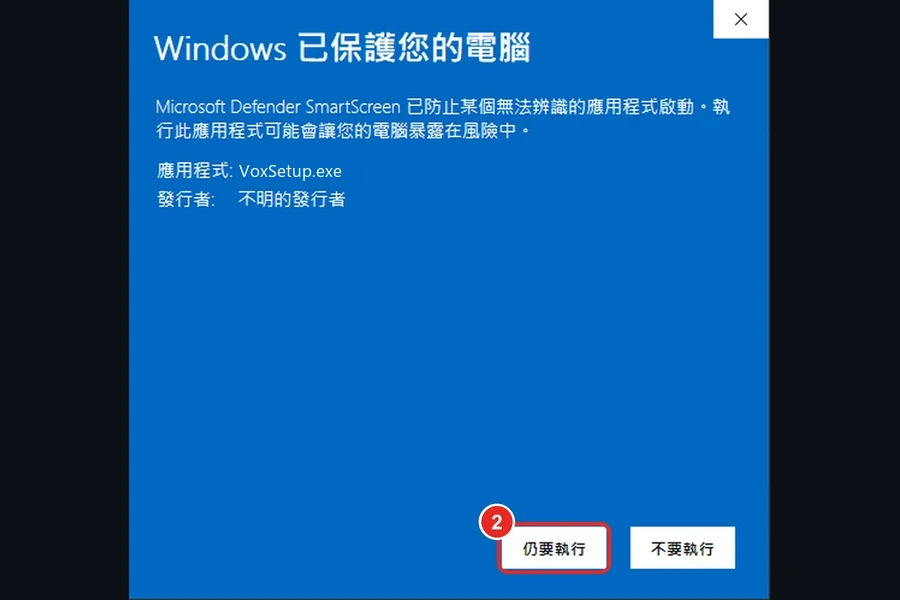 Windows 已保護您的電腦
Microsoft Defender SmartScreen 已防止某個無法辨識的應用程式啟動。執
行此應用程式可能會讓您的電腦暴露在風險中。
應用程式: VoxSetup.exe
發行者: 不明的發行者
2
仍要執行
不要執行